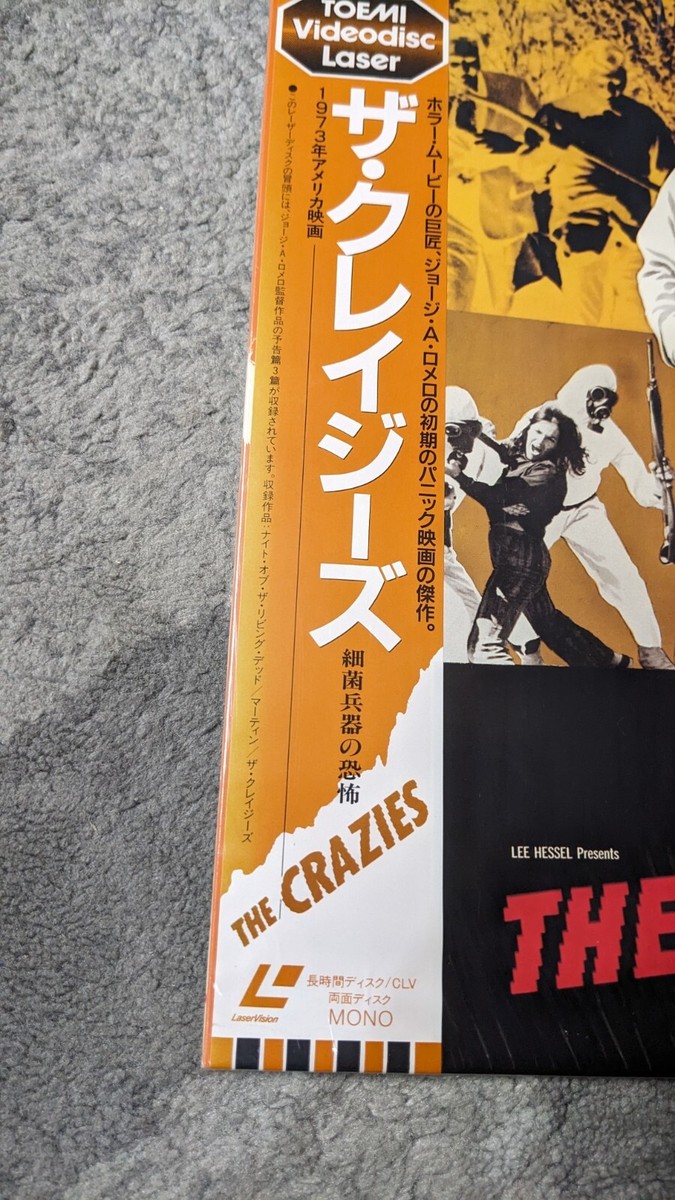 TOEMI
Videodisc
Laser
ホラー・ムービーの巨匠、ジョージ・A・ロメロの初期のパニック映画の傑作。
ザ・クレイジーズ
細菌兵器の恐怖
1973年アメリカ映画
●このレーザーディスクの冒頭には、ジョージ・A・ロメロ監督作品の予告篇3篇が収録されています。収録作品:ナイト・オブ・ザ・リビング・デッド/マーティン/ザ・クレイジーズ
THE CRAZIES
LaserVision
長時間ディスク/CLV
両面ディスク
MONO
LEE HESSEL Presents
THE